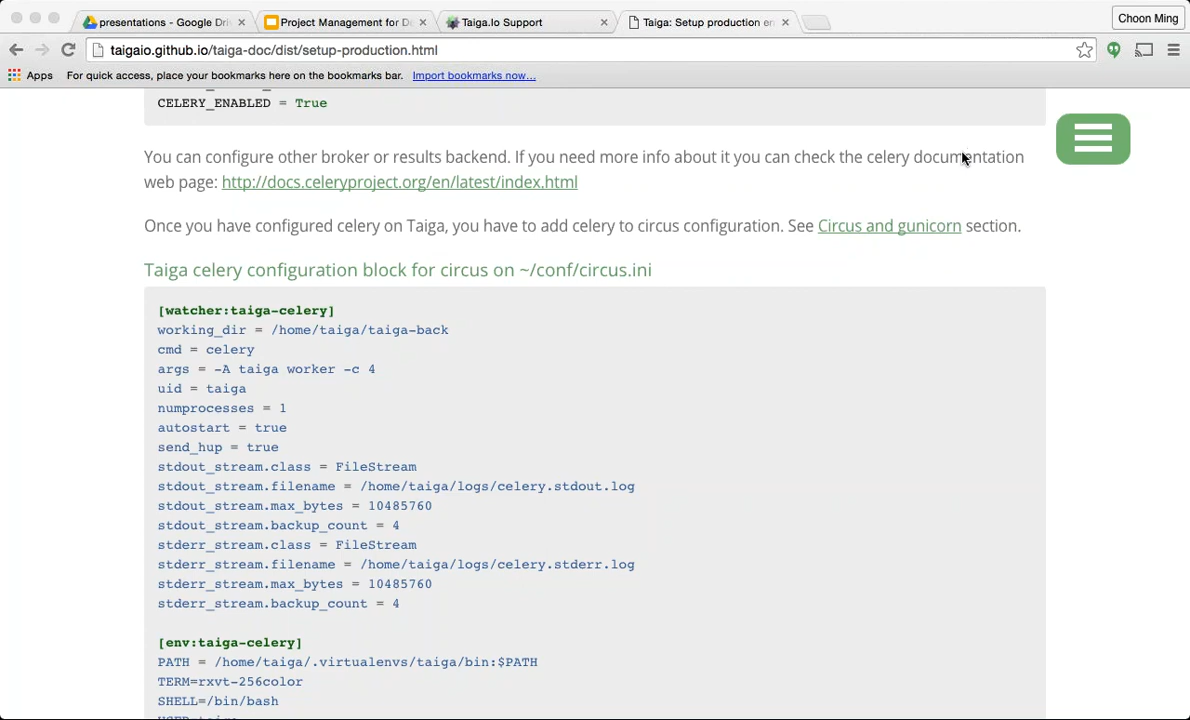 presentations - Google Dri
Project Management for D
Taiga.Io Support
Taiga: Setup production en
Choon Ming
taigaio.github.io/taiga-doc/dist/setup-production.html
Apps
For quick access, place your bookmarks here on the bookmarks bar.
Import bookmarks now…
CELERY_ENABLED = True
You can configure other broker or results backend. If you need more info about it you can check the celery documentation
web page: http://docs.celeryproject.org/en/latest/index.html
Once you have configured celery on Taiga, you have to add celery to circus configuration. See Circus and gunicorn section.
Taiga celery configuration block for circus on ~/conf/circus.ini
[watcher:taiga-celery]
working_dir = /home/taiga/taiga-back
cmd = celery
args = -A taiga worker -c 4
uid = taiga
numprocesses = 1
autostart = true
send_hup = true
stdout_stream.class = FileStream
stdout_stream.filename = /home/taiga/logs/celery.stdout.log
stdout_stream.max_bytes = 10485760
stdout_stream.backup_count = 4
stderr_stream.class = FileStream
stderr_stream.filename = /home/taiga/logs/celery.stderr.log
stderr_stream.max_bytes = 10485760
stderr_stream.backup_count = 4
[env:taiga-celery]
PATH = /home/taiga/.virtualenvs/taiga/bin:$PATH
TERM=rxvt-256color
SHELL=/bin/bash